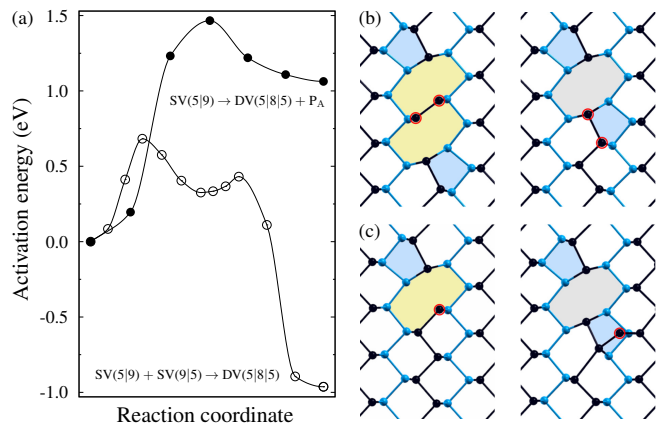 (a)
1.5
1.0
0.5
0.0
-0.5
-1.0
Activation energy (eV)
SV(5|9) → DV(5|8|5) + P_A
SV(5|9) + SV(9|5) → DV(5|8|5)
Reaction coordinate
(b)
(c)